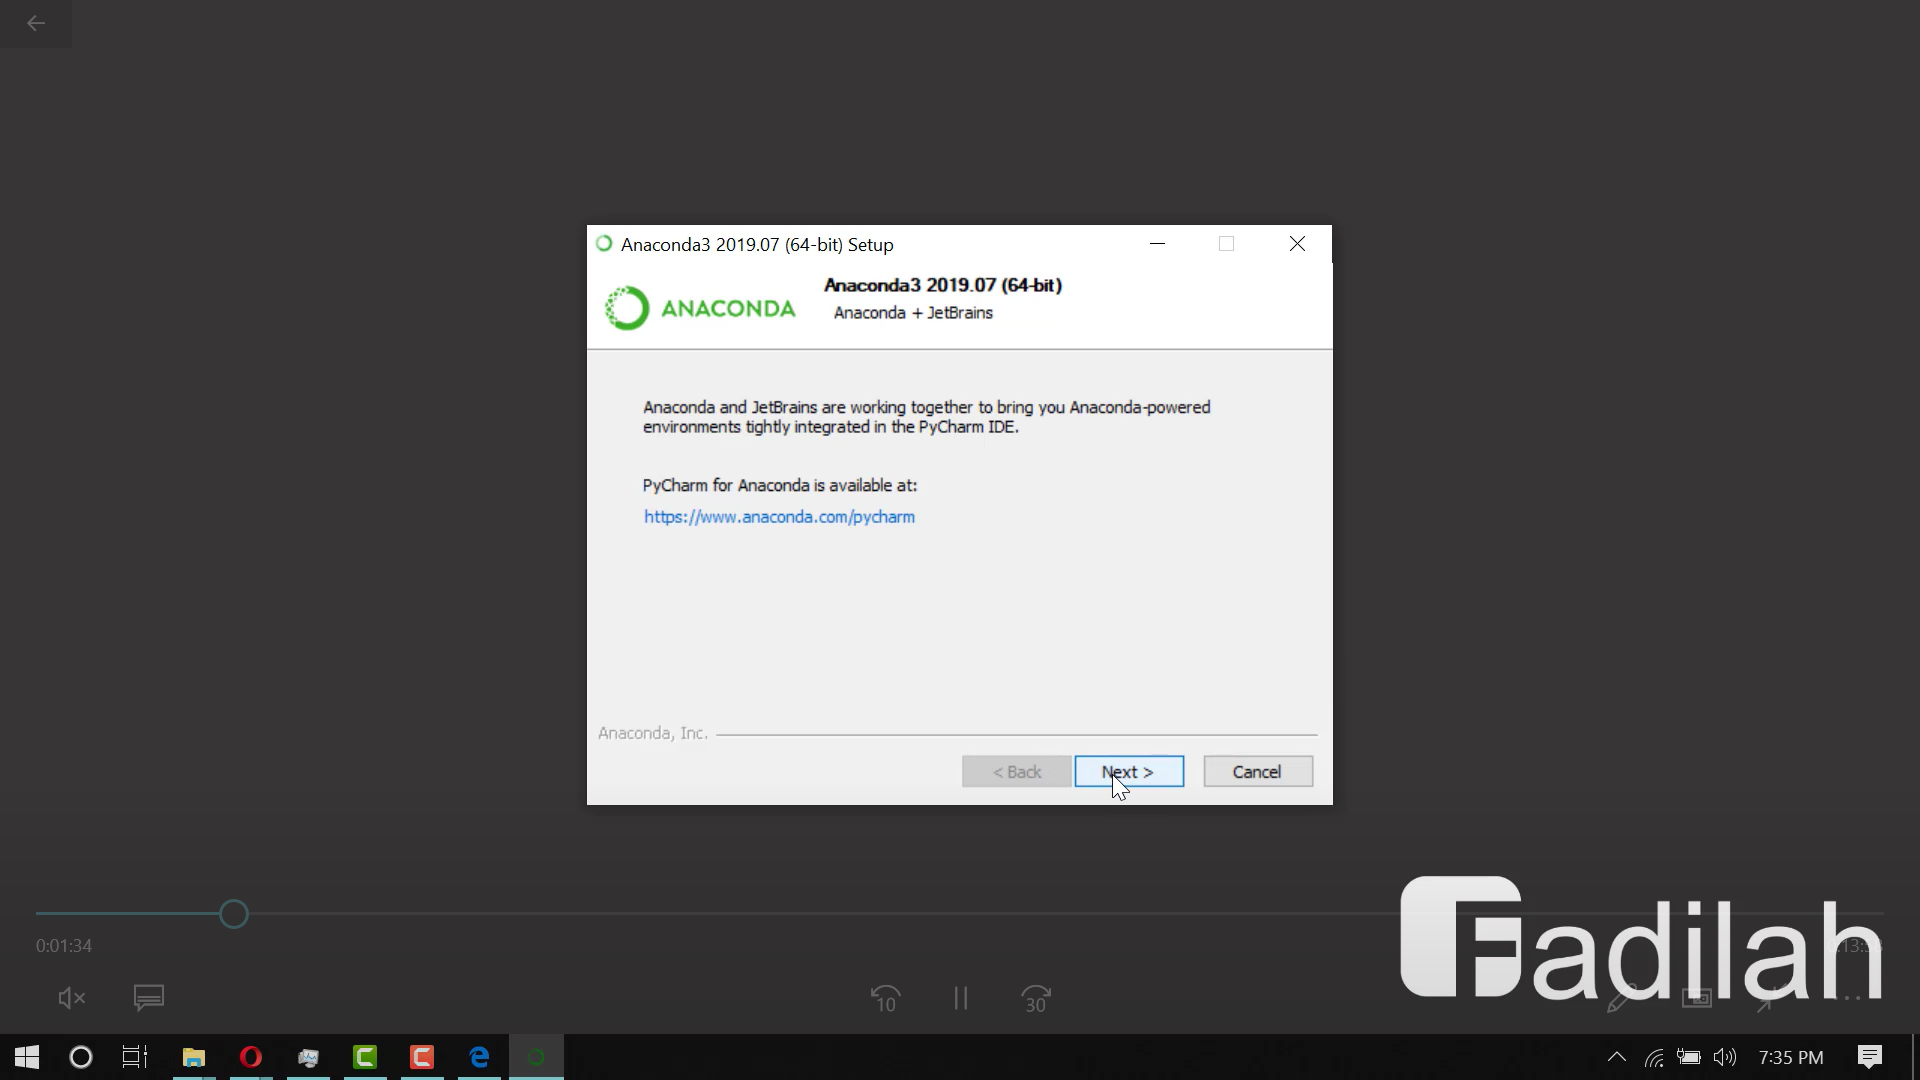 Anaconda3 2019.07 (64-bit) Setup
ANACONDA
Anaconda3 2019.07 (64-bit)
Anaconda + JetBrains
Anaconda and JetBrains are working together to bring you Anaconda-powered
environments tightly integrated in the PyCharm IDE.
PyCharm for Anaconda is available at:
https://www.anaconda.com/pycharm
Anaconda, Inc.
< Back
Next >
Cancel
0:01:34
Fadilah
10
30
7:35 PM